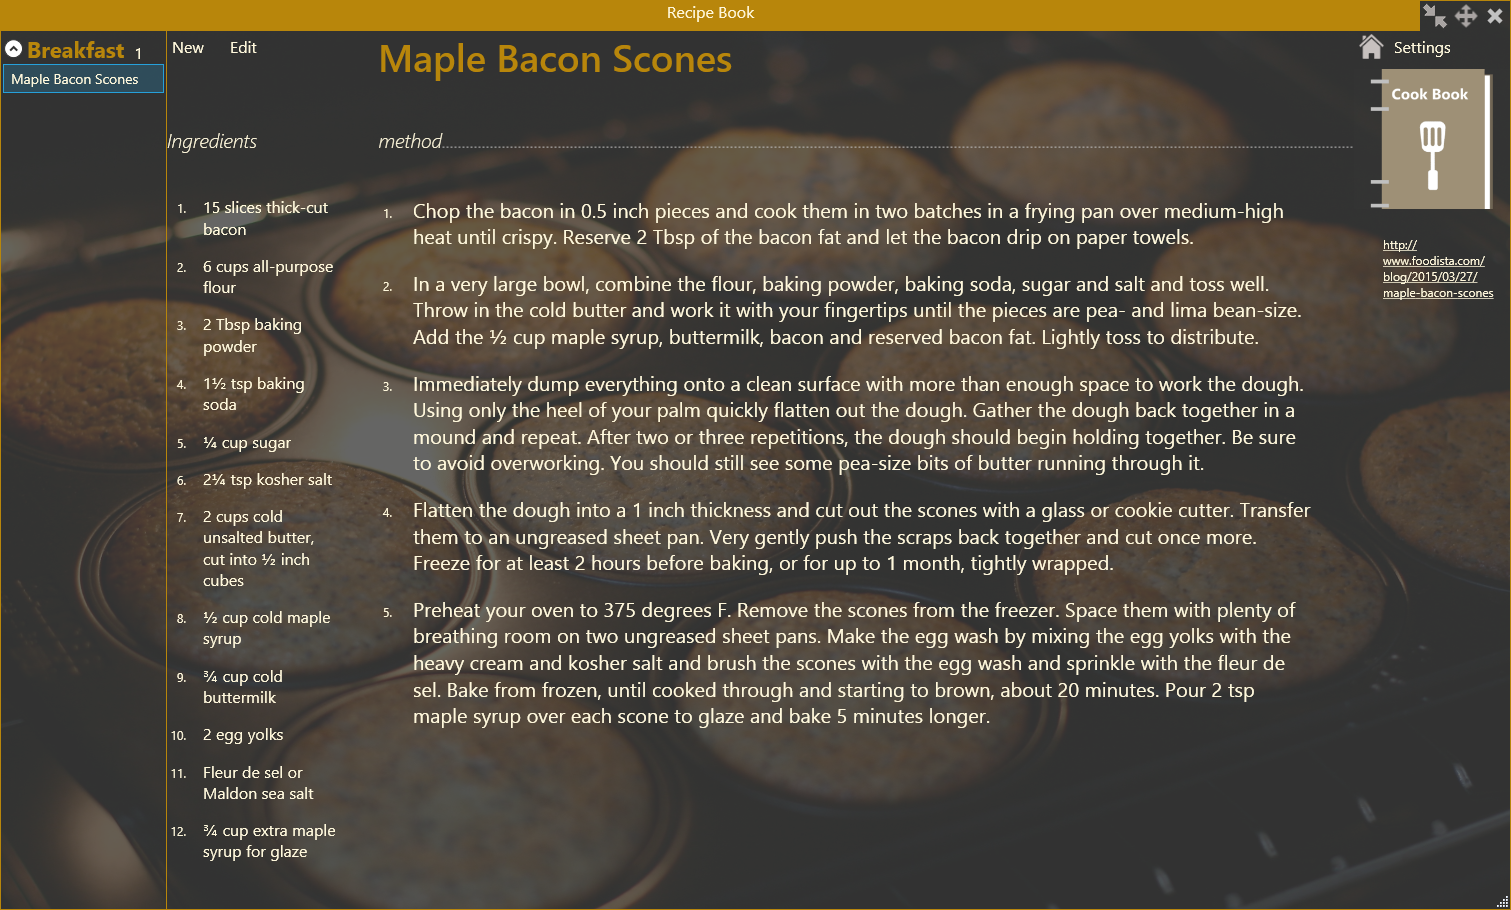 Recipe Book
Breakfast 1
Maple Bacon Scones
New Edit
Maple Bacon Scones
Settings
Cook Book
http://
www.foodista.com/
blog/2015/03/27/
maple-bacon-scones
Ingredients
1. 15 slices thick-cut
bacon
2. 6 cups all-purpose
flour
3. 2 Tbsp baking
powder
4. 1½ tsp baking
soda
5. ¼ cup sugar
6. 2¼ tsp kosher salt
7. 2 cups cold
unsalted butter,
cut into ½ inch
cubes
8. ½ cup cold maple
syrup
9. ¾ cup cold
buttermilk
10. 2 egg yolks
11. Fleur de sel or
Maldon sea salt
12. ¾ cup extra maple
syrup for glaze
method
1. Chop the bacon in 0.5 inch pieces and cook them in two batches in a frying pan over medium-high
heat until crispy. Reserve 2 Tbsp of the bacon fat and let the bacon drip on paper towels.
2. In a very large bowl, combine the flour, baking powder, baking soda, sugar and salt and toss well.
Throw in the cold butter and work it with your fingertips until the pieces are pea- and lima bean-size.
Add the ½ cup maple syrup, buttermilk, bacon and reserved bacon fat. Lightly toss to distribute.
3. Immediately dump everything onto a clean surface with more than enough space to work the dough.
Using only the heel of your palm quickly flatten out the dough. Gather the dough back together in a
mound and repeat. After two or three repetitions, the dough should begin holding together. Be sure
to avoid overworking. You should still see some pea-size bits of butter running through it.
4. Flatten the dough into a 1 inch thickness and cut out the scones with a glass or cookie cutter. Transfer
them to an ungreased sheet pan. Very gently push the scraps back together and cut once more.
Freeze for at least 2 hours before baking, or for up to 1 month, tightly wrapped.
5. Preheat your oven to 375 degrees F. Remove the scones from the freezer. Space them with plenty of
breathing room on two ungreased sheet pans. Make the egg wash by mixing the egg yolks with the
heavy cream and kosher salt and brush the scones with the egg wash and sprinkle with the fleur de
sel. Bake from frozen, until cooked through and starting to brown, about 20 minutes. Pour 2 tsp
maple syrup over each scone to glaze and bake 5 minutes longer.